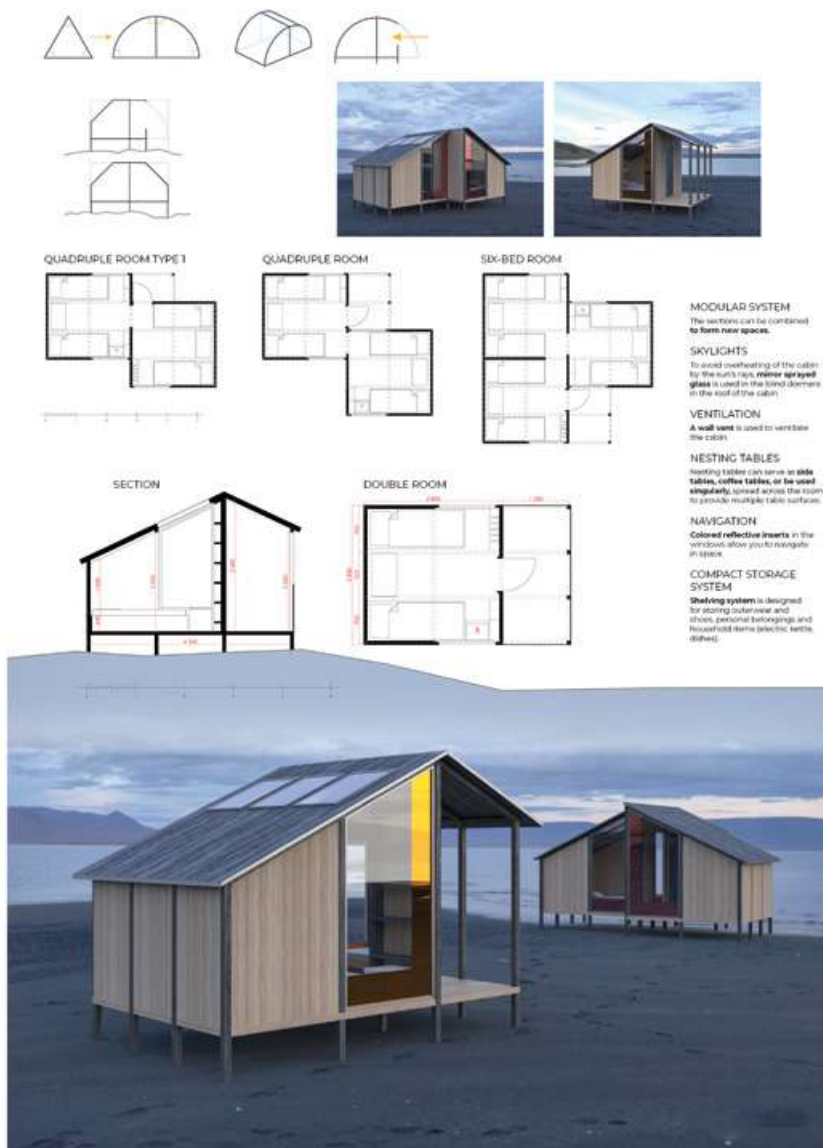 QUADRUPLE ROOM TYPE 1
QUADRUPLE ROOM
SIX-BED ROOM
MODULAR SYSTEM
The sections can be combined
to form new spaces.
SKYLIGHTS
To avoid overheating of the cabin
by the sun's rays, mirror sprayed
glass is used in the blind dormers
in the roof of the cabin
VENTILATION
A wall vent is used to ventilate
the cabin.
NESTING TABLES
Nesting tables can serve as side
tables, coffee tables, or be used
singularly, spread across the room
to provide multiple table surfaces.
NAVIGATION
Colored reflective inserts in the
windows allow you to navigate
in space.
COMPACT STORAGE
SYSTEM
Shelving system is designed
for storing outerwear and
shoes, personal belongings and
household items (electric kettle,
dishes).
SECTION
DOUBLE ROOM